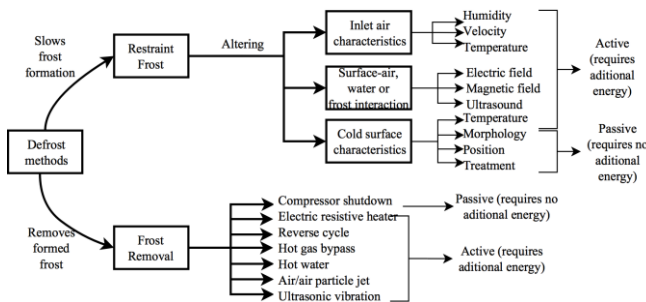 Slows
frost
formation
Restraint
Frost
Altering
Inlet air
characteristics
Humidity
Velocity
Temperature
Surface-air,
water or
frost interaction
Electric field
Magnetic field
Ultrasound
Cold surface
characteristics
Temperature
Morphology
Position
Treatment
Active
(requires
aditional
energy)
Passive
(requires no
aditional
energy)
Defrost
methods
Removes
formed
frost
Frost
Removal
Compressor shutdown
Electric resistive heater
Reverse cycle
Hot gas bypass
Hot water
Air/air particle jet
Ultrasonic vibration
Passive (requires no
aditional energy)
Active (requires
aditional energy)